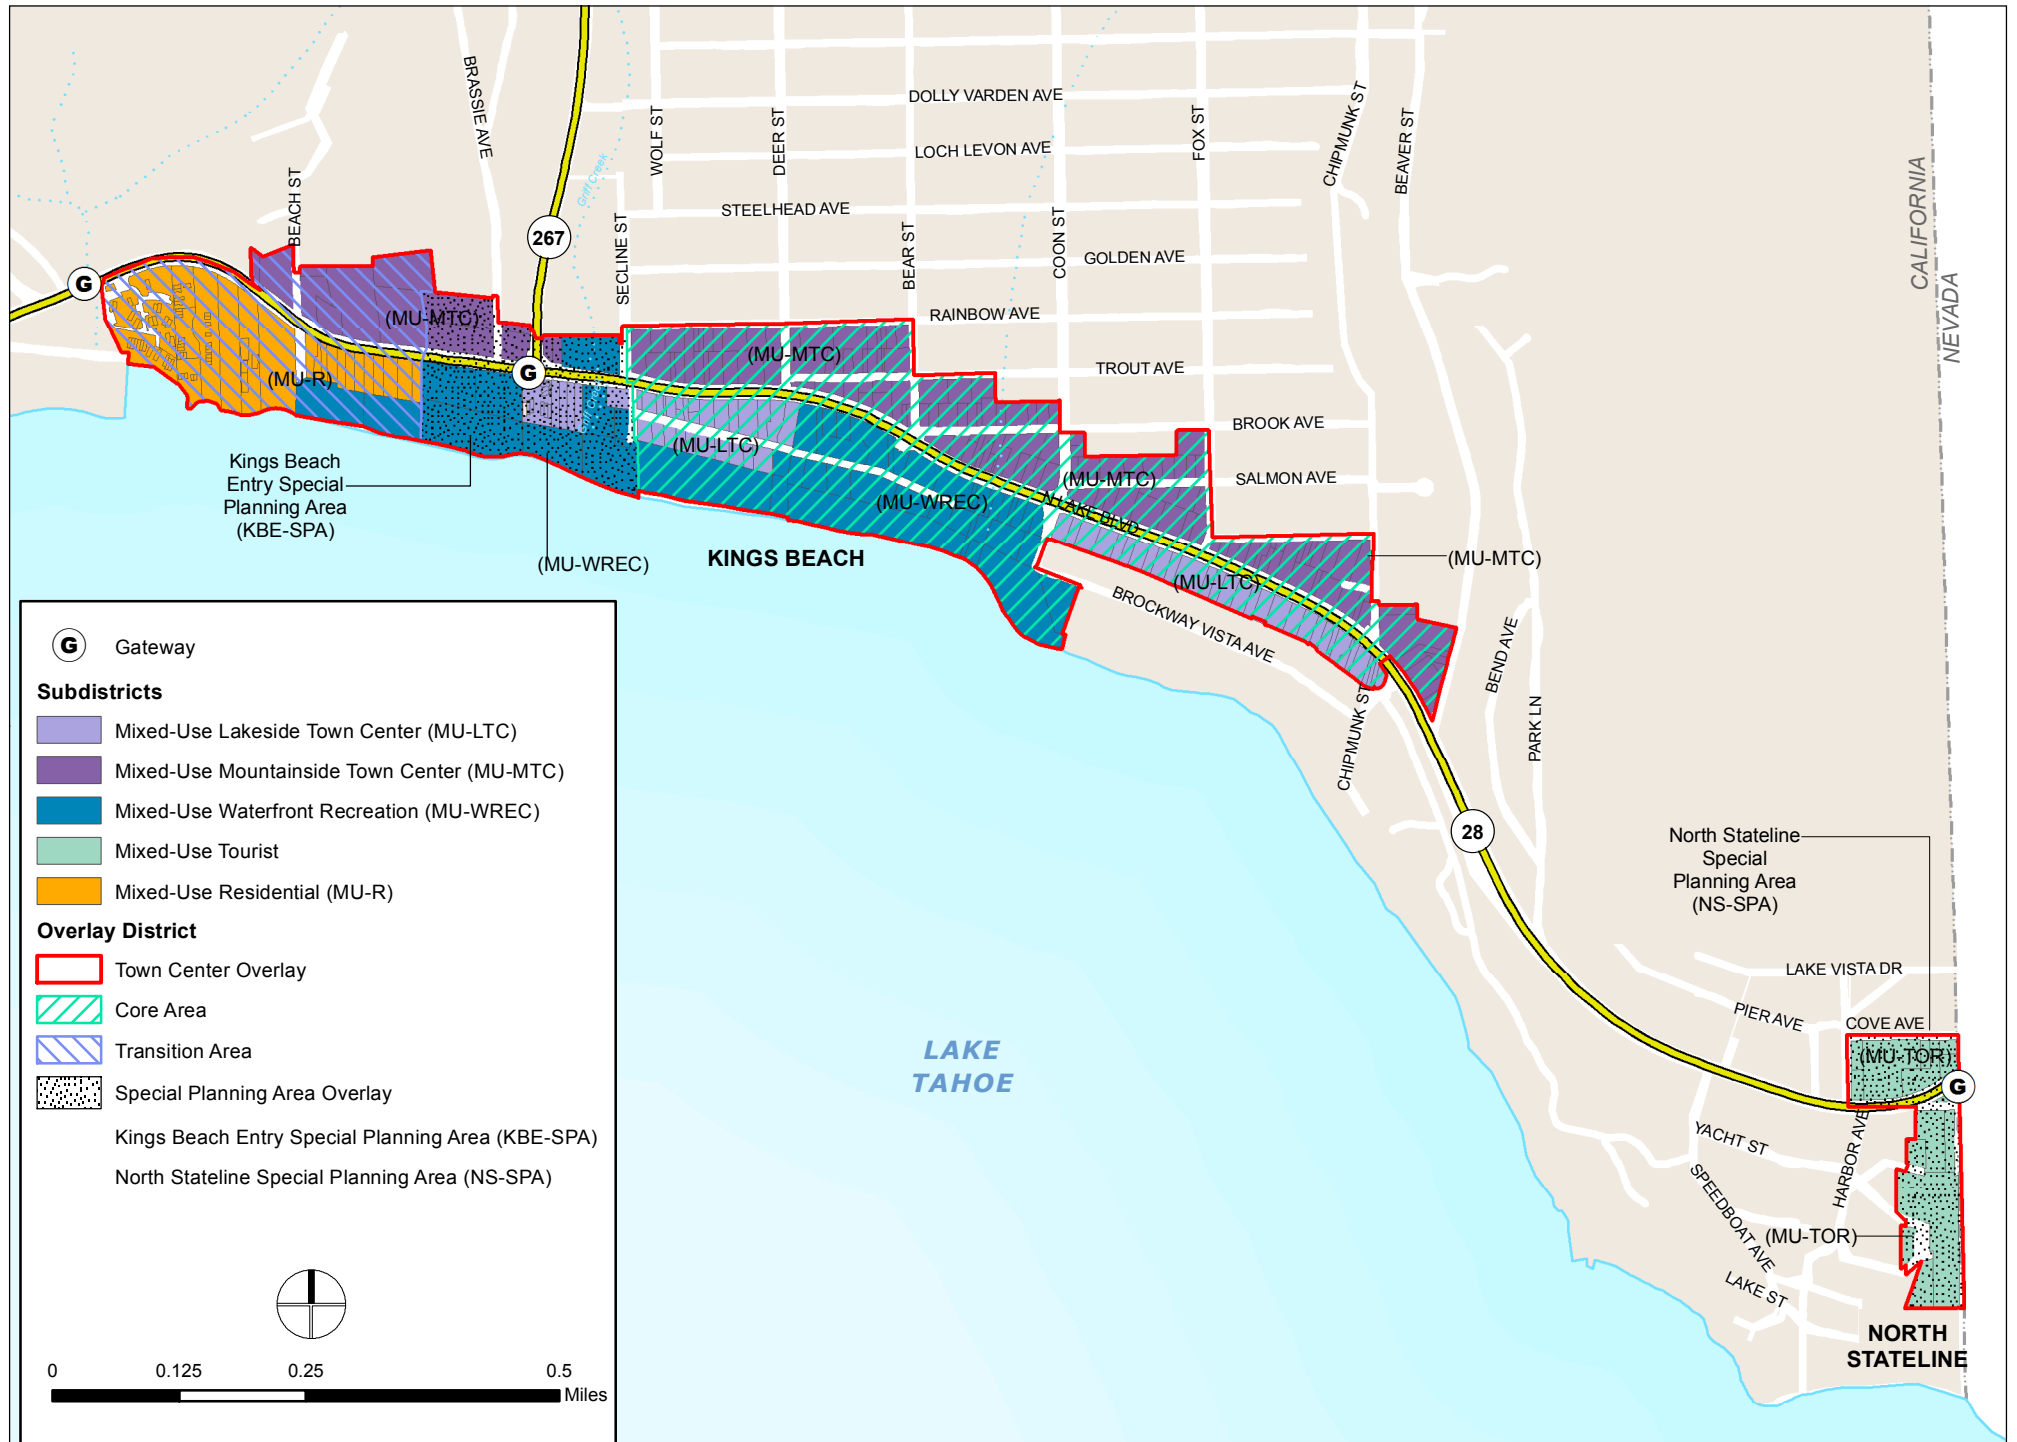 BRASSIE AVE
BEACH ST
WOLF ST
DEER ST
DOLLY VARDEN AVE
LOCH LEVON AVE
STEELHEAD AVE
GOLDEN AVE
RAINBOW AVE
TROUT AVE
BROOK AVE
SALMON AVE
SECLINE ST
BEAR ST
COON ST
FOX ST
CHIPMUNK ST
BEAVER ST
Griff Creek
CALIFORNIA
NEVADA
267
G
G
(MU-MTC)
(MU-R)
(MU-MTC)
(MU-LTC)
(MU-WREC)
(MU-MTC)
N LAKE BLVD
(MU-LTC)
(MU-MTC)
Kings Beach
Entry Special
Planning Area
(KBE-SPA)
(MU-WREC)
KINGS BEACH
BROCKWAY VISTA AVE
CHIPMUNK ST
BEND AVE
PARK LN
28
North Stateline
Special
Planning Area
(NS-SPA)
LAKE VISTA DR
PIER AVE
COVE AVE
(MU-TOR)
G
YACHT ST
HARBOR AVE
SPEEDBOAT AVE
(MU-TOR)
LAKE ST
NORTH
STATELINE
LAKE
TAHOE
G Gateway
Subdistricts
Mixed-Use Lakeside Town Center (MU-LTC)
Mixed-Use Mountainside Town Center (MU-MTC)
Mixed-Use Waterfront Recreation (MU-WREC)
Mixed-Use Tourist
Mixed-Use Residential (MU-R)
Overlay District
Town Center Overlay
Core Area
Transition Area
Special Planning Area Overlay
Kings Beach Entry Special Planning Area (KBE-SPA)
North Stateline Special Planning Area (NS-SPA)
0 0.125 0.25 0.5
Miles